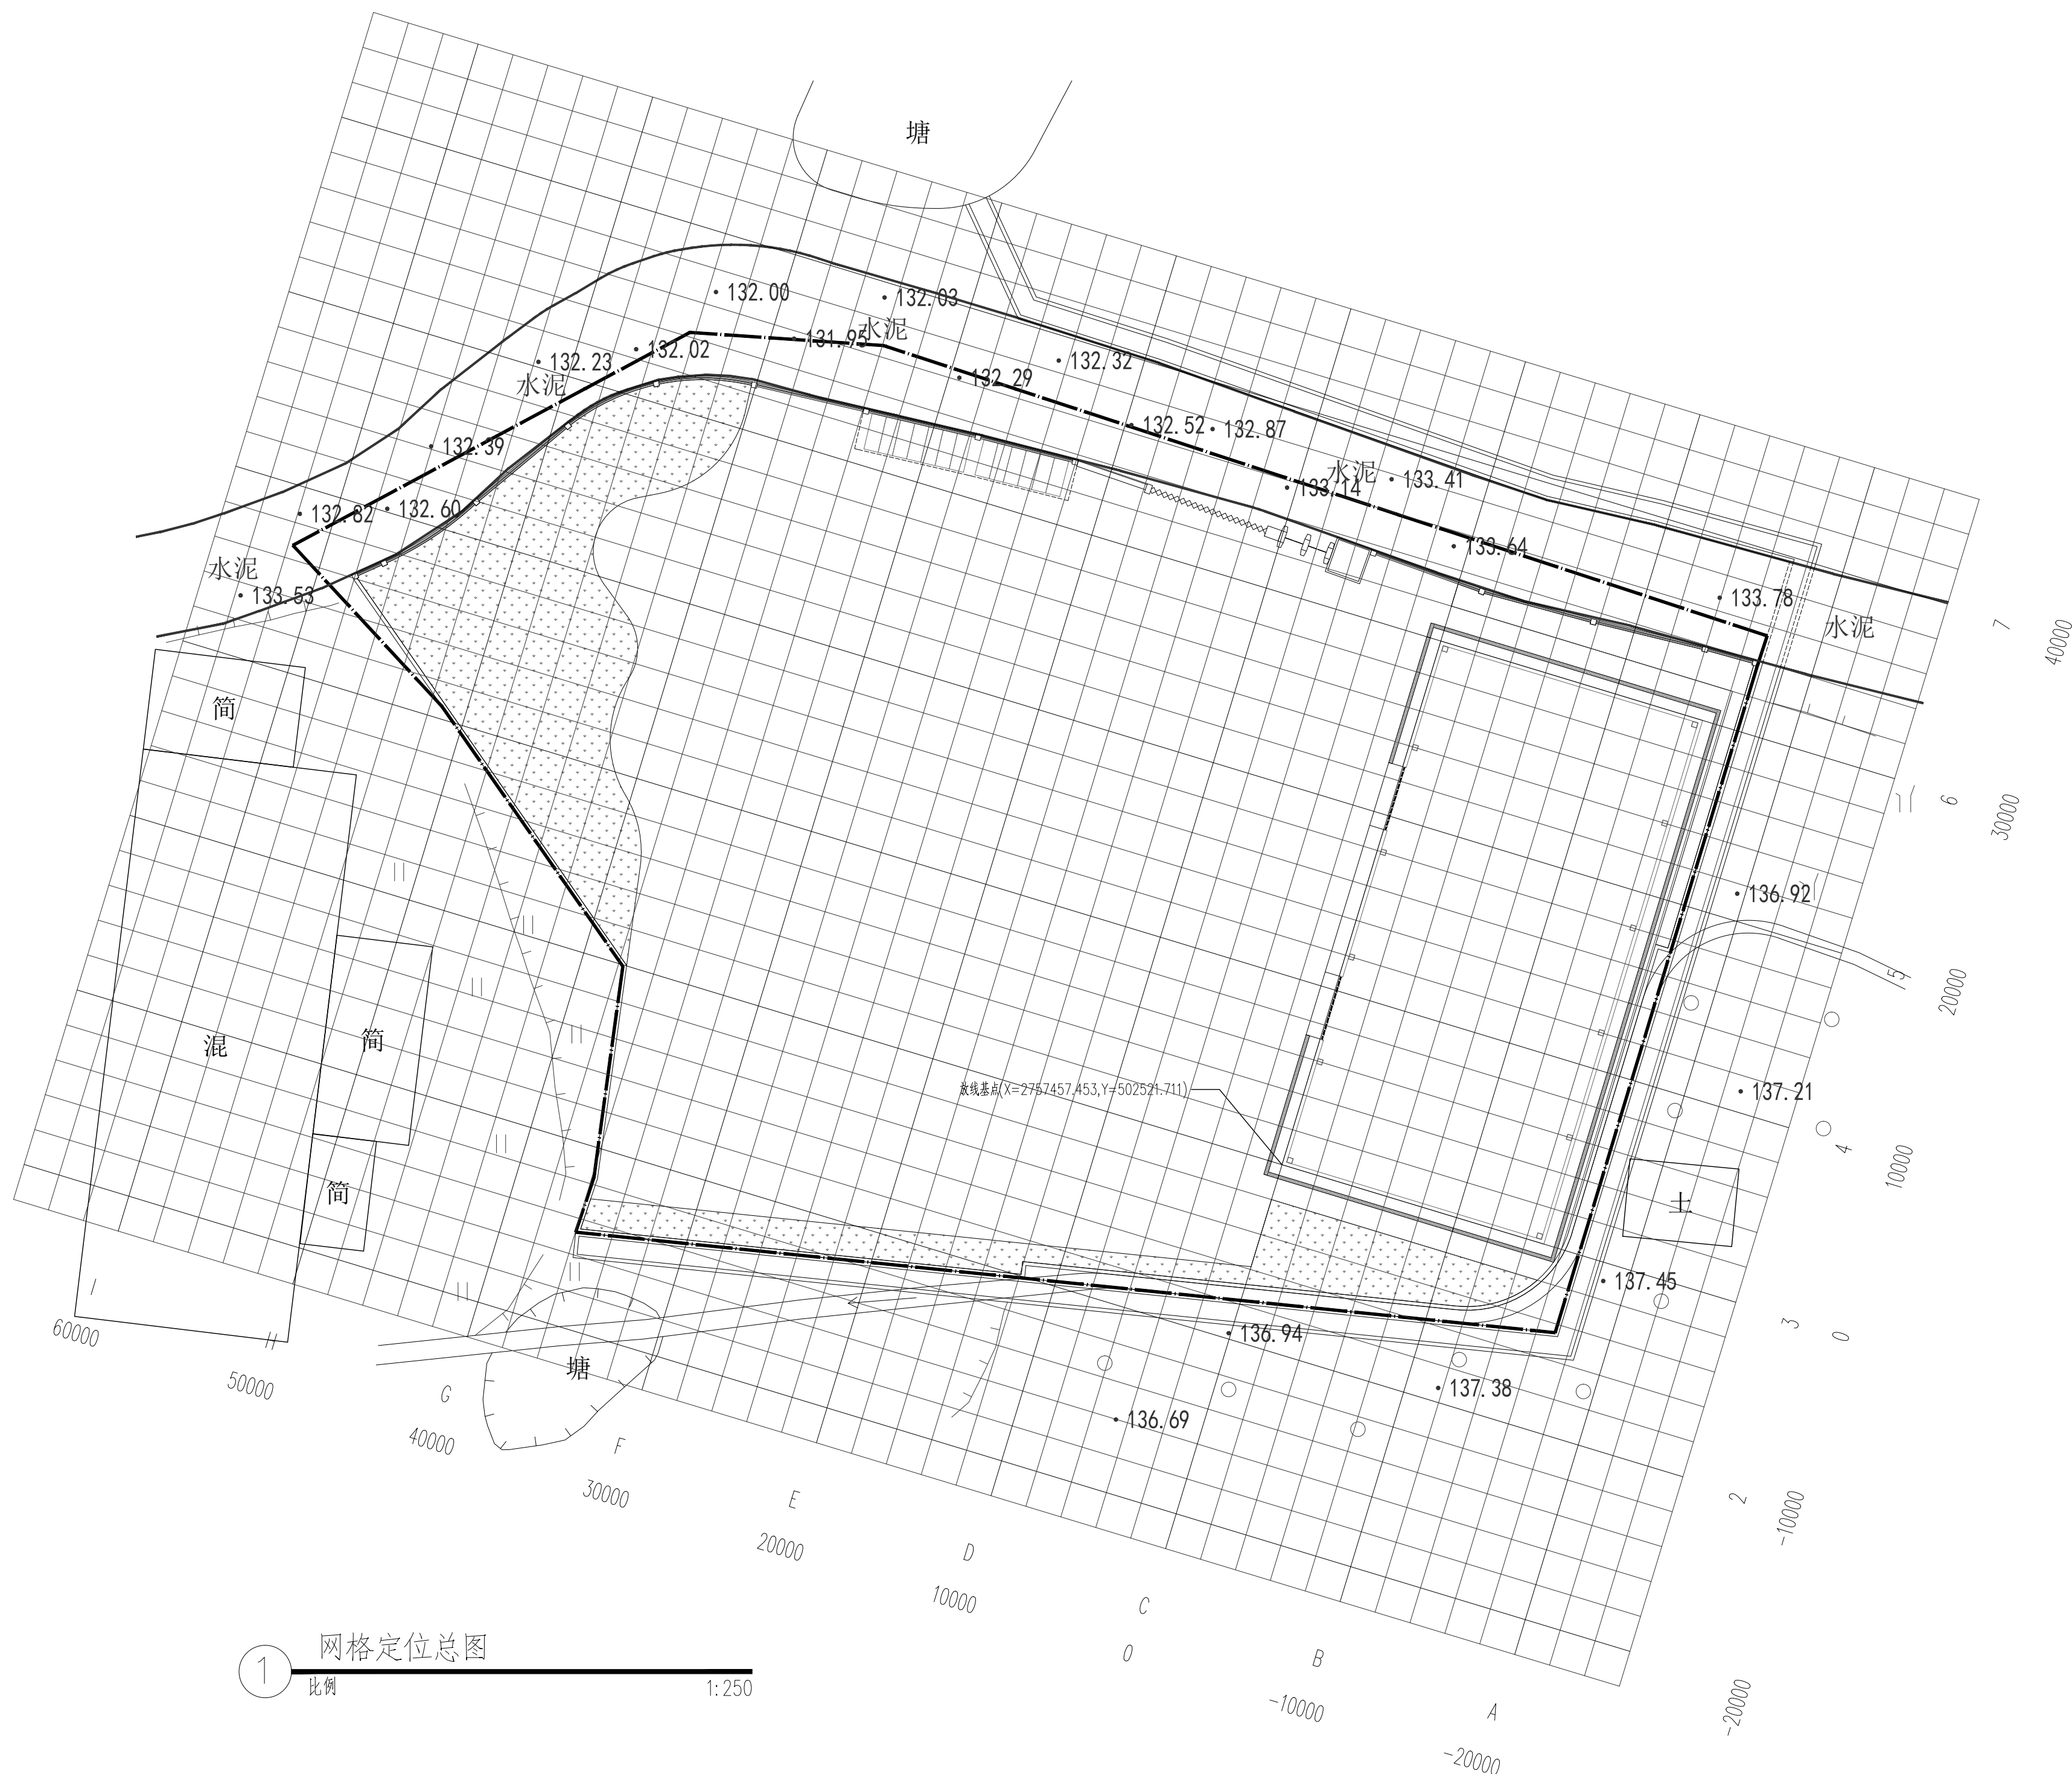 塘
132.00
132.03
水泥
131.95
132.02
132.23
水泥
132.32
132.29
132.52
132.87
132.39
水泥
133.41
133.14
132.60
132.82
133.64
水泥
133.53
133.78
水泥
7
40000
简
6
30000
136.92
5
20000
混
简
放线基点(X=2757457.453,Y=502521.711)
137.21
4
10000
简
土
137.45
3
0
136.94
塘
137.38
136.69
60000
50000
G
40000
F
30000
E
20000
D
10000
C
0
B
-10000
A
-20000
2
-10000
-20000
1
网格定位总图
比例
1:250